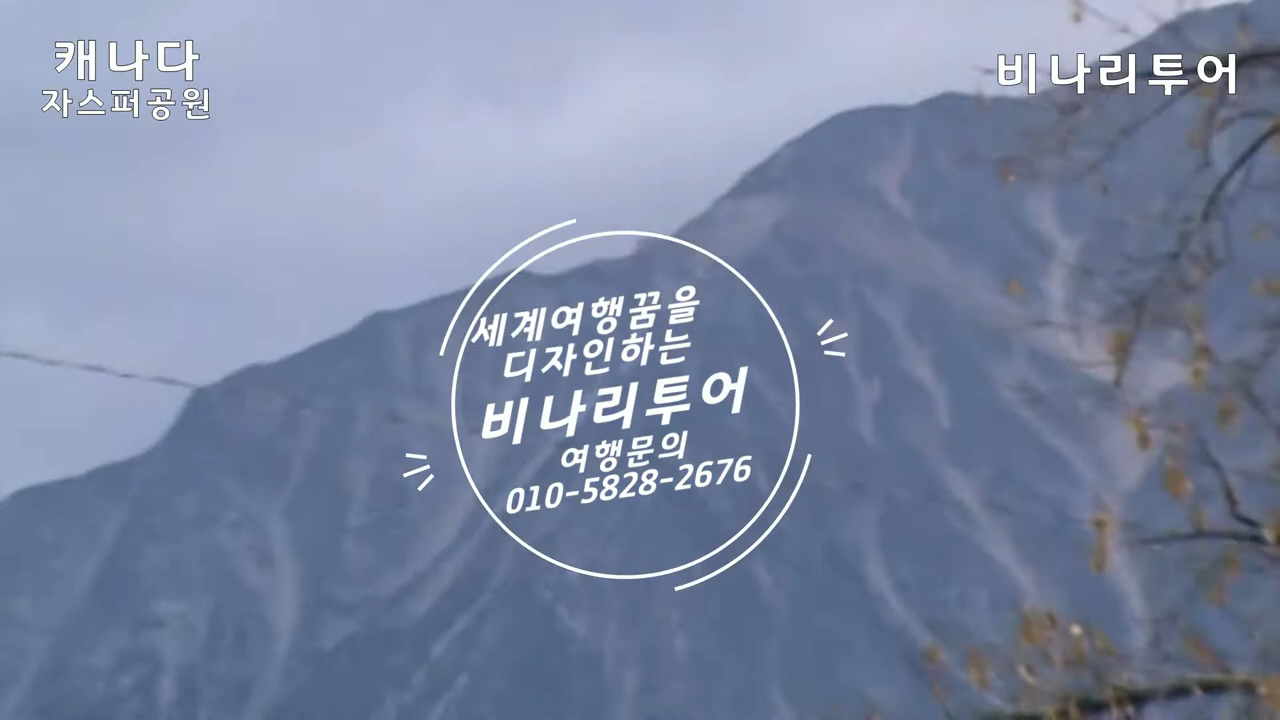 캐나다
자스퍼공원
비나리투어
세계여행꿈을
디자인하는
비나리투어
여행문의
010-5828-2676